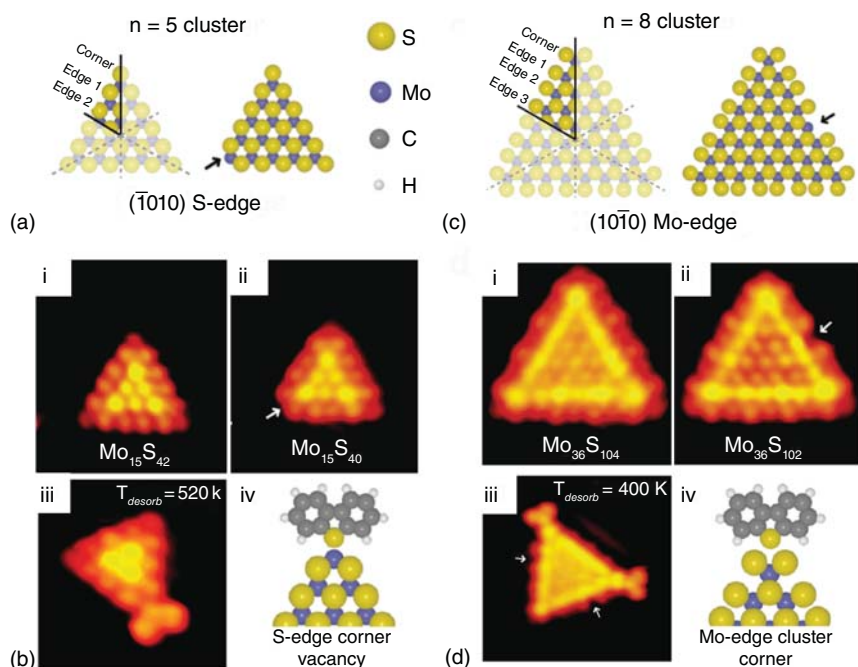 n = 5 cluster
Corner
Edge 1
Edge 2
(1̅010) S-edge
(a)
S
Mo
C
H
n = 8 cluster
Corner
Edge 1
Edge 2
Edge 3
(101̅0) Mo-edge
(c)
i
Mo15S42
ii
Mo15S40
iii
Tdesorb = 520 k
iv
S-edge corner
vacancy
(b)
i
Mo36S104
ii
Mo36S102
iii
Tdesorb = 400 K
iv
Mo-edge cluster
corner
(d)